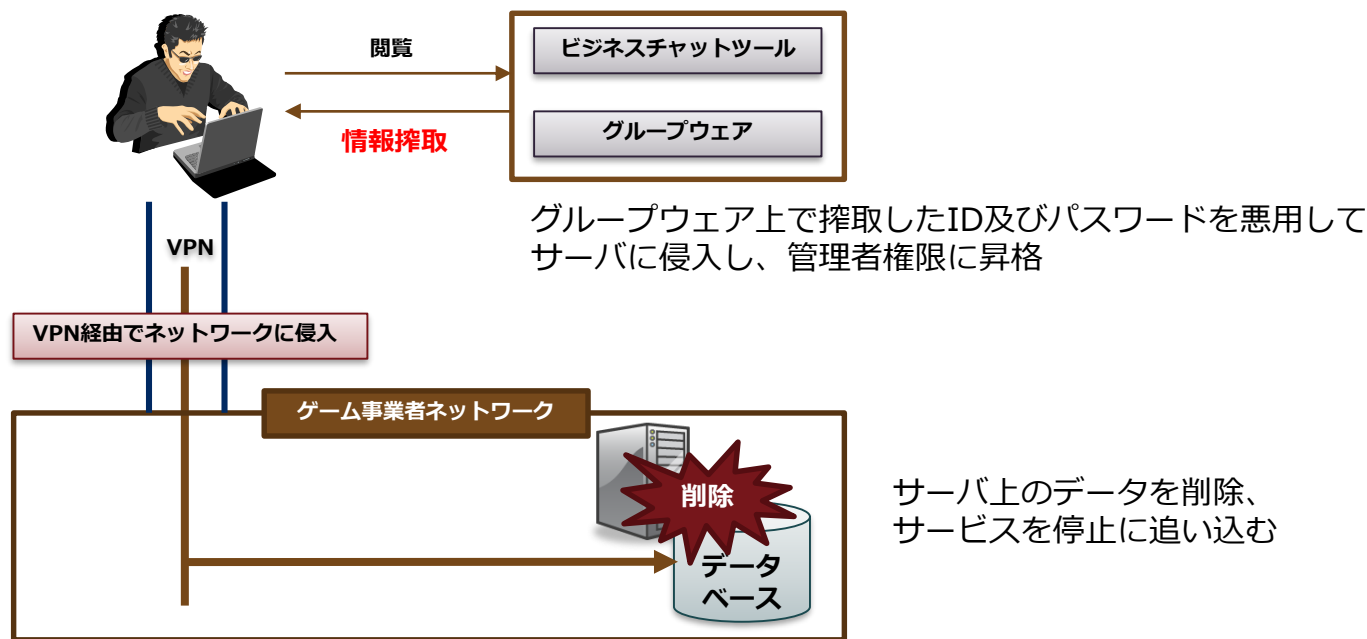 閲覧
ビジネスチャットツール
情報搾取
グループウェア
グループウェア上で搾取したID及びパスワードを悪用して
サーバに侵入し、管理者権限に昇格
VPN
VPN経由でネットワークに侵入
ゲーム事業者ネットワーク
削除
データ
ベース
サーバ上のデータを削除、
サービスを停止に追い込む